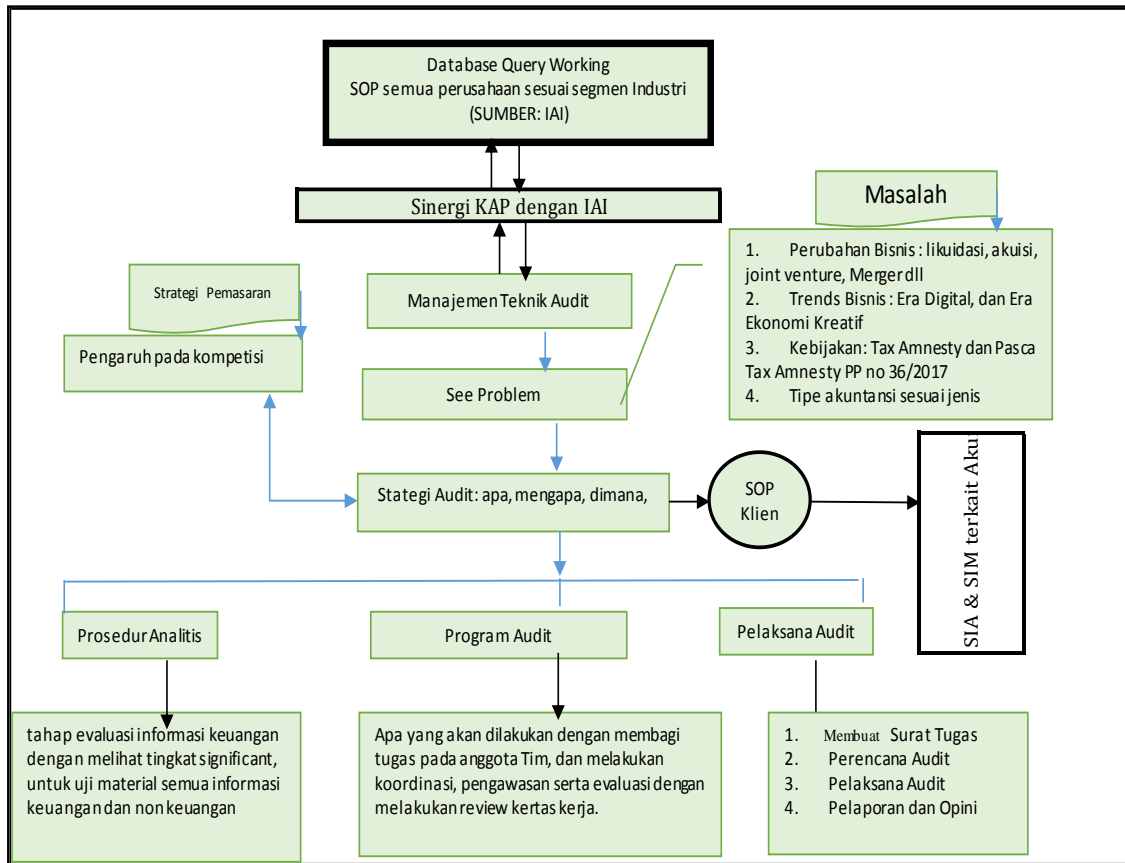 Database Query Working
SOP semua perusahaan sesuai segmen Industri
(SUMBER: IAI)
Sinergi KAP dengan IAI
Masalah
1. Perubahan Bisnis : likuidasi, akuisi,
joint venture, Merger dll
2. Trends Bisnis : Era Digital, dan Era
Ekonomi Kreatif
3. Kebijakan: Tax Amnesty dan Pasca
Tax Amnesty PP no 36/2017
4. Tipe akuntansi sesuai jenis
Strategi Pemasaran
Pengaruh pada kompetisi
Manajemen Teknik Audit
See Problem
Stategi Audit: apa, mengapa, dimana,
SOP
Klien
SIA & SIM terkait Aku
Prosedur Analitis
Program Audit
Pelaksana Audit
tahap evaluasi informasi keuangan
dengan melihat tingkat significant,
untuk uji material semua informasi
keuangan dan non keuangan
Apa yang akan dilakukan dengan membagi
tugas pada anggota Tim, dan melakukan
koordinasi, pengawasan serta evaluasi dengan
melakukan review kertas kerja.
1. Membuat Surat Tugas
2. Perencana Audit
3. Pelaksana Audit
4. Pelaporan dan Opini